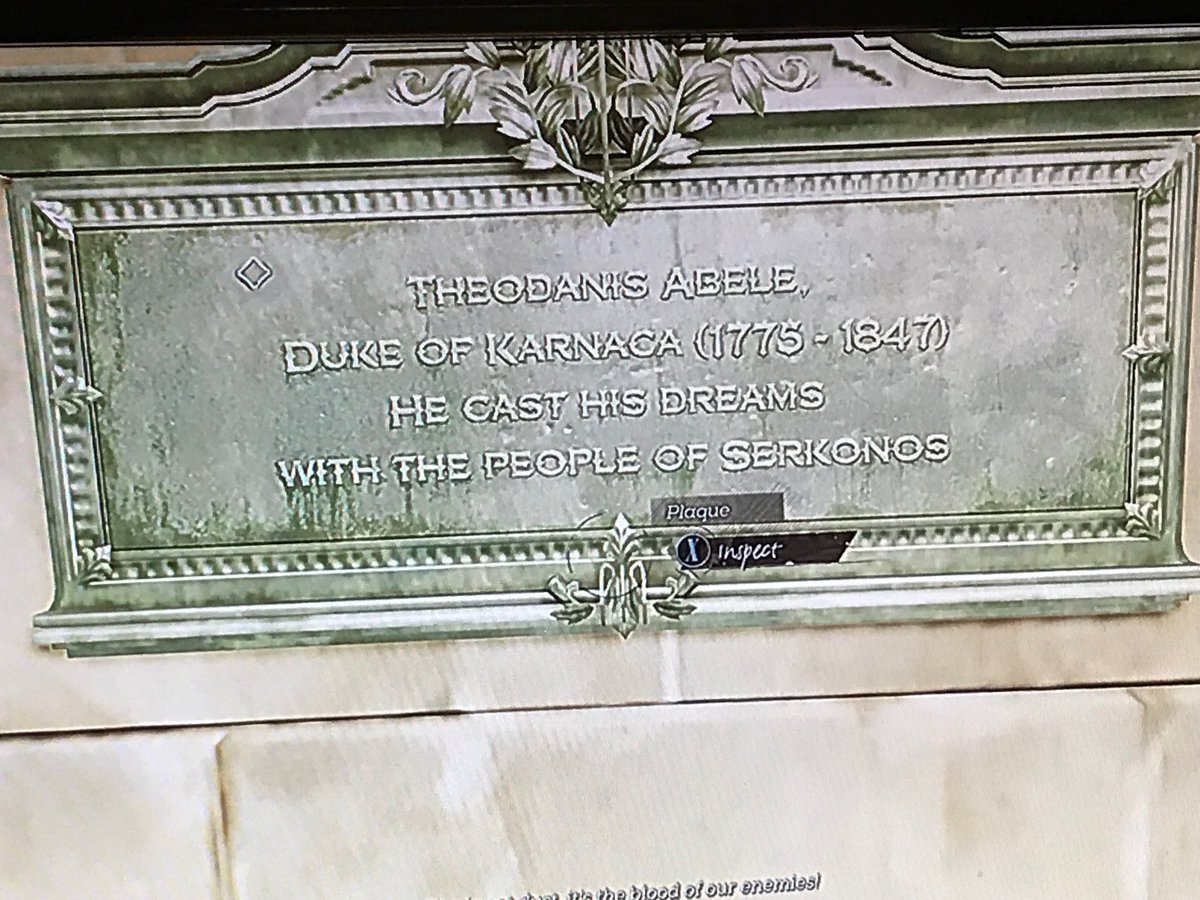 Theodanis Abele,
Duke of Karnaca (1775 - 1847)
He cast his dreams
with the people of Serkonos
Plaque
X Inspect
it's the blood of our enemies!